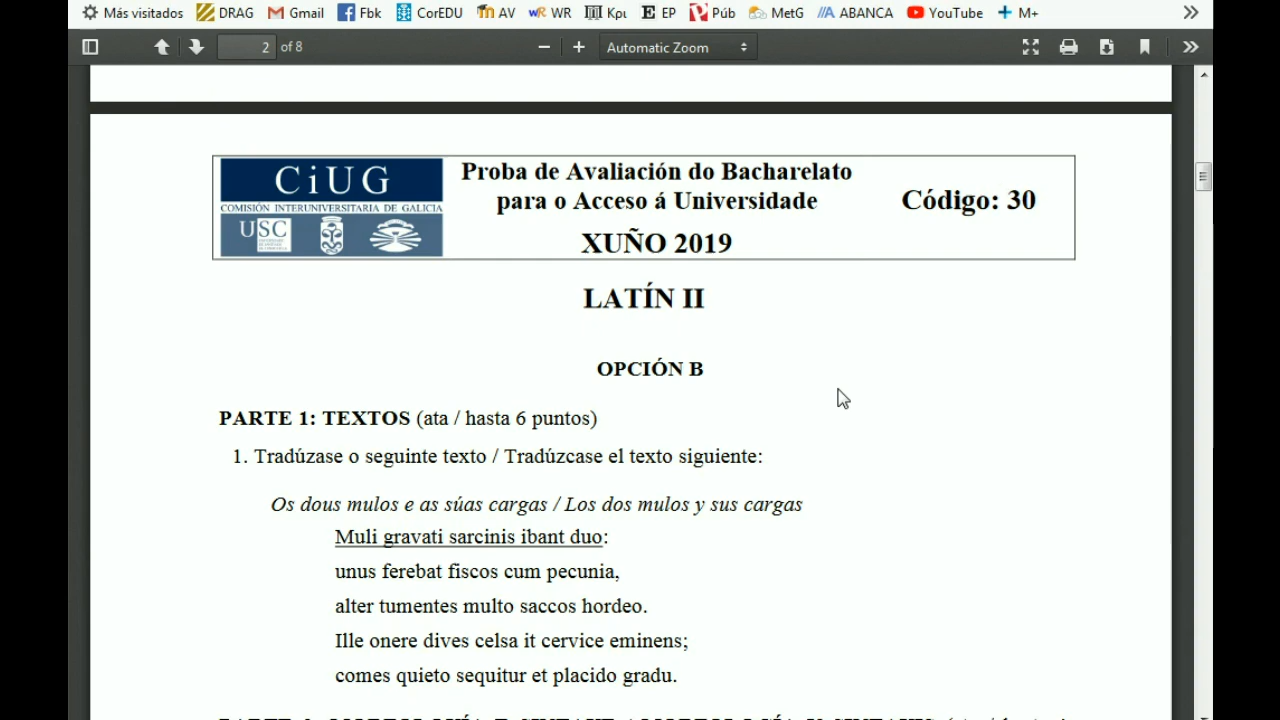 Más visitados DRAG Gmail Fbk CorEDU AV WR Κρι EP Púb MetG ABANCA YouTube M+
2 of 8 Automatic Zoom
CiUG
COMISIÓN INTERUNIVERSITARIA DE GALICIA
USC
Proba de Avaliación do Bacharelato
para o Acceso á Universidade
XUÑO 2019
Código: 30
LATÍN II
OPCIÓN B
PARTE 1: TEXTOS (ata / hasta 6 puntos)
1. Tradúzase o seguinte texto / Tradúzcase el texto siguiente:
Os dous mulos e as súas cargas / Los dos mulos y sus cargas
Muli gravati sarcinis ibant duo:
unus ferebat fiscos cum pecunia,
alter tumentes multo saccos hordeo.
Ille onere dives celsa it cervice eminens;
comes quieto sequitur et placido gradu.